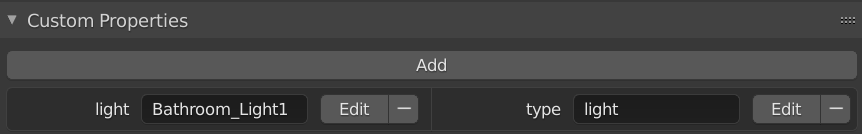 Custom Properties
Add
light Bathroom_Light1 Edit type light Edit